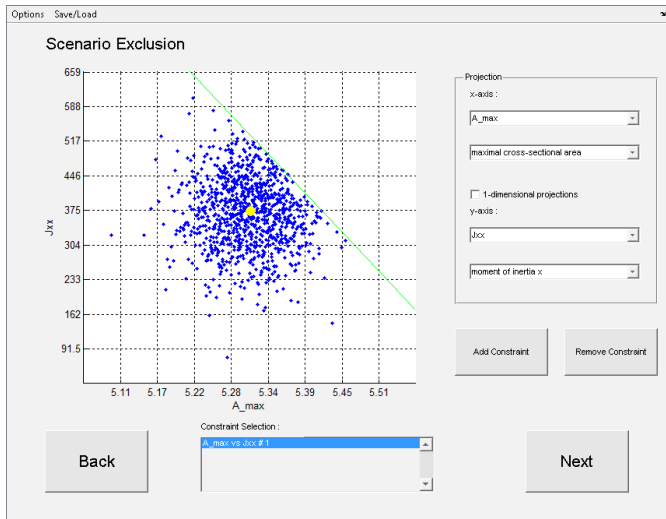 Options Save/Load
Scenario Exclusion
659
588
517
446
375
304
233
162
91.5
Jxx
5.11 5.17 5.22 5.28 5.34 5.39 5.45 5.51
A_max
Projection
x-axis :
A_max
maximal cross-sectional area
1-dimensional projections
y-axis :
Jxx
moment of inertia x
Add Constraint
Remove Constraint
Constraint Selection :
A_max vs Jxx # 1
Back
Next